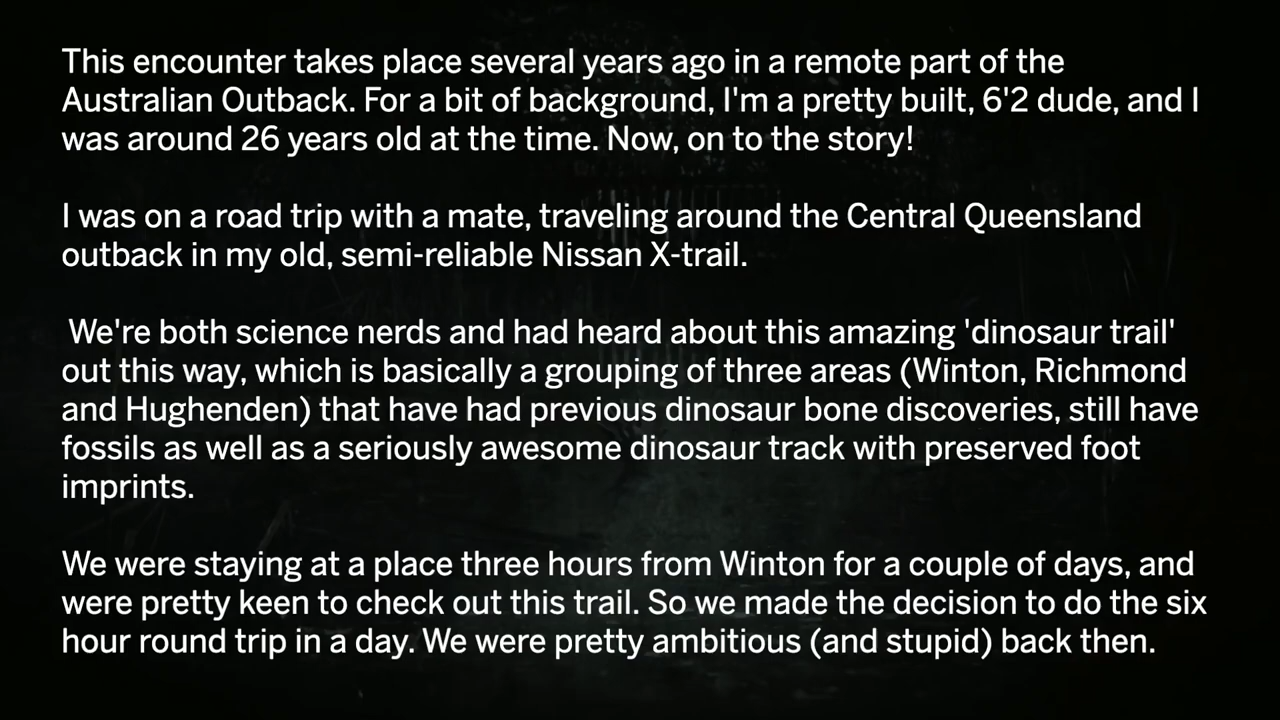 This encounter takes place several years ago in a remote part of the
Australian Outback. For a bit of background, I'm a pretty built, 6'2 dude, and I
was around 26 years old at the time. Now, on to the story!
I was on a road trip with a mate, traveling around the Central Queensland
outback in my old, semi-reliable Nissan X-trail.
We're both science nerds and had heard about this amazing 'dinosaur trail'
out this way, which is basically a grouping of three areas (Winton, Richmond
and Hughenden) that have had previous dinosaur bone discoveries, still have
fossils as well as a seriously awesome dinosaur track with preserved foot
imprints.
We were staying at a place three hours from Winton for a couple of days, and
were pretty keen to check out this trail. So we made the decision to do the six
hour round trip in a day. We were pretty ambitious (and stupid) back then.